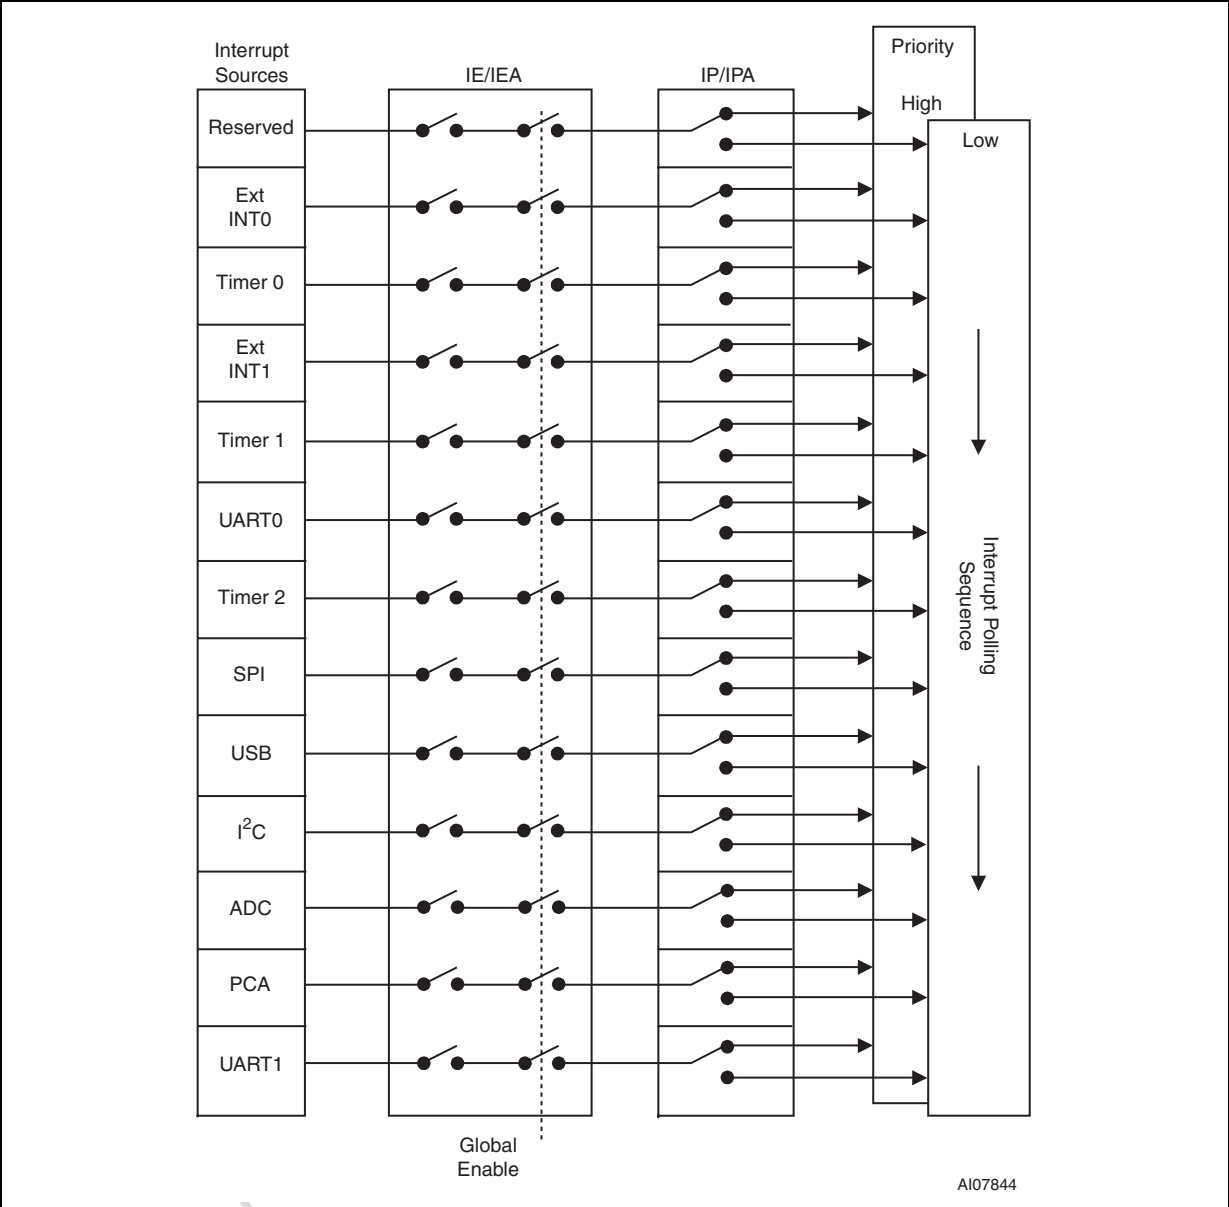 Interrupt
Sources
IE/IEA
IP/IPA
Priority
High
Low
Reserved
Ext
INT0
Timer 0
Ext
INT1
Timer 1
UART0
Timer 2
SPI
USB
I²C
ADC
PCA
UART1
Interrupt Polling
Sequence
Global
Enable
AI07844